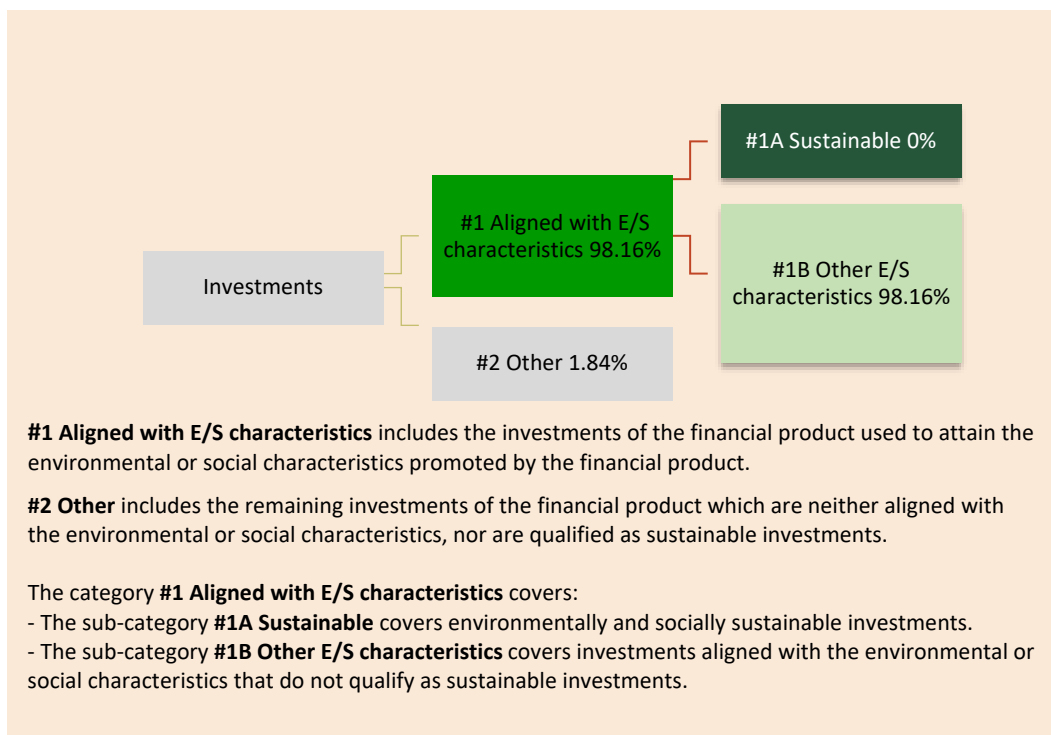 #1A Sustainable 0%
#1 Aligned with E/S
characteristics 98.16%
#1B Other E/S
characteristics 98.16%
Investments
#2 Other 1.84%
#1 Aligned with E/S characteristics includes the investments of the financial product used to attain the
environmental or social characteristics promoted by the financial product.
#2 Other includes the remaining investments of the financial product which are neither aligned with
the environmental or social characteristics, nor are qualified as sustainable investments.
The category #1 Aligned with E/S characteristics covers:
- The sub-category #1A Sustainable covers environmentally and socially sustainable investments.
- The sub-category #1B Other E/S characteristics covers investments aligned with the environmental or
social characteristics that do not qualify as sustainable investments.